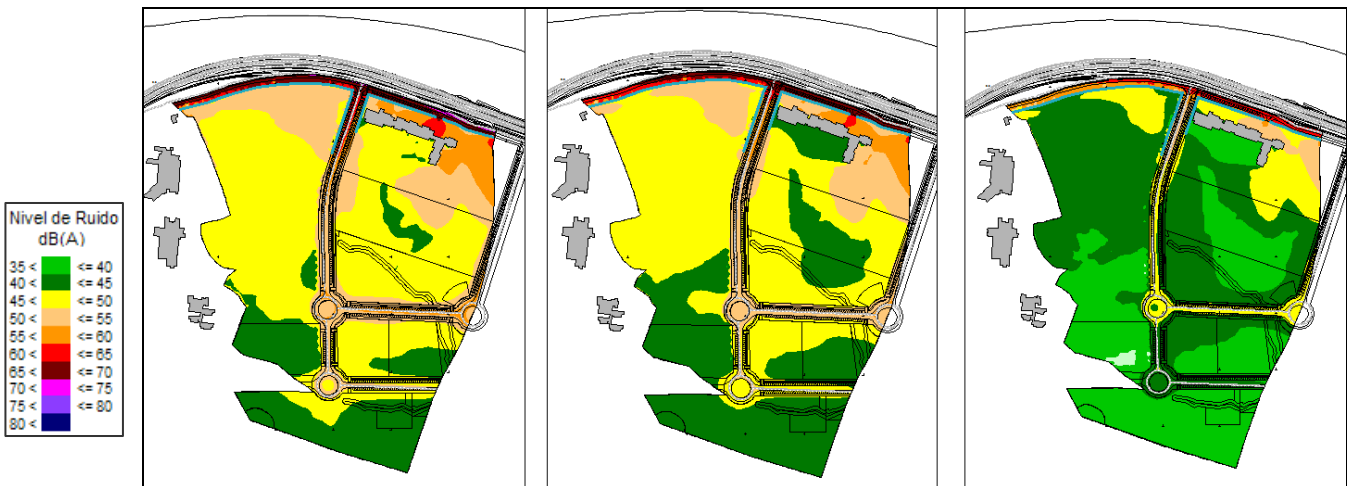 Nivel de Ruido
dB(A)
35 < <= 40
40 < <= 45
45 < <= 50
50 < <= 55
55 < <= 60
60 < <= 65
65 < <= 70
70 < <= 75
75 < <= 80
80 <